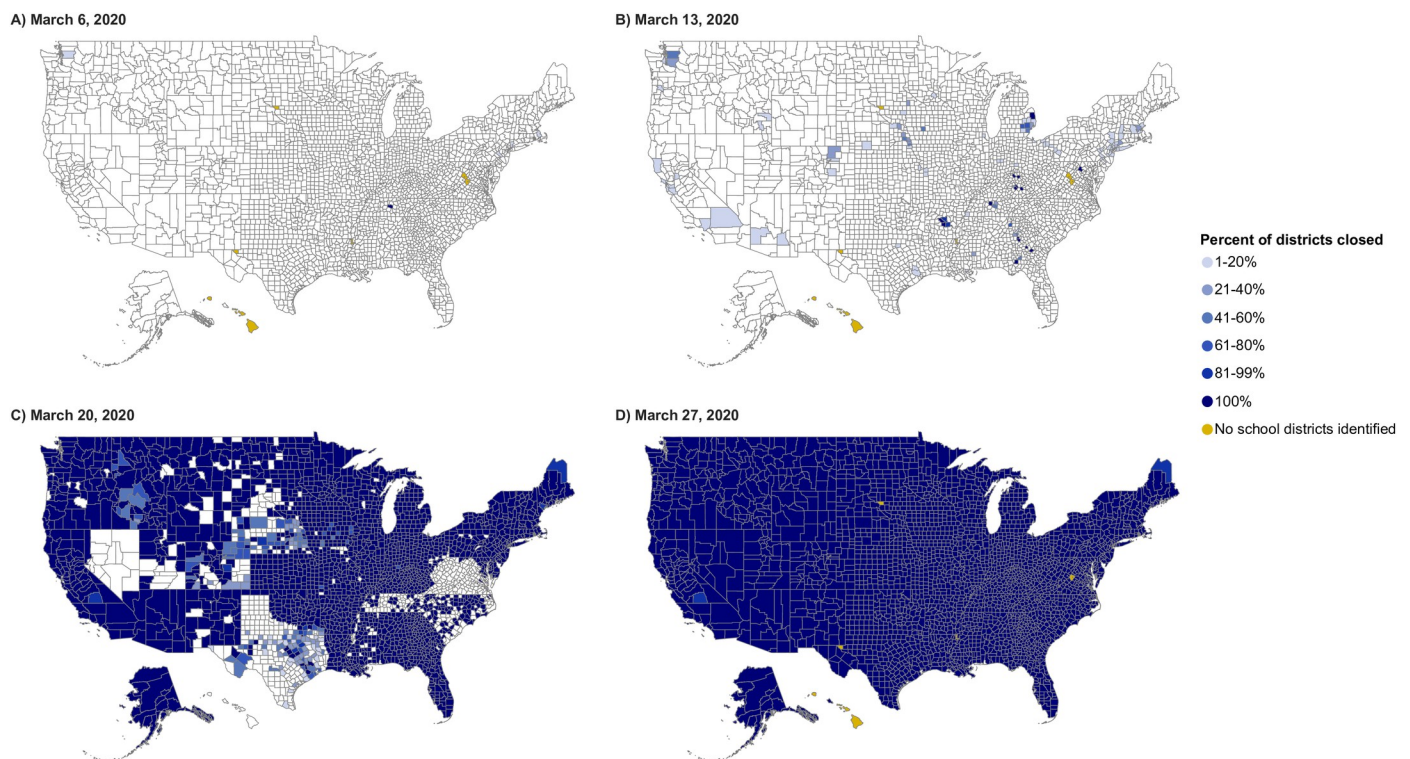 A) March 6, 2020
B) March 13, 2020
Percent of districts closed
1-20%
21-40%
41-60%
61-80%
81-99%
100%
No school districts identified
C) March 20, 2020
D) March 27, 2020